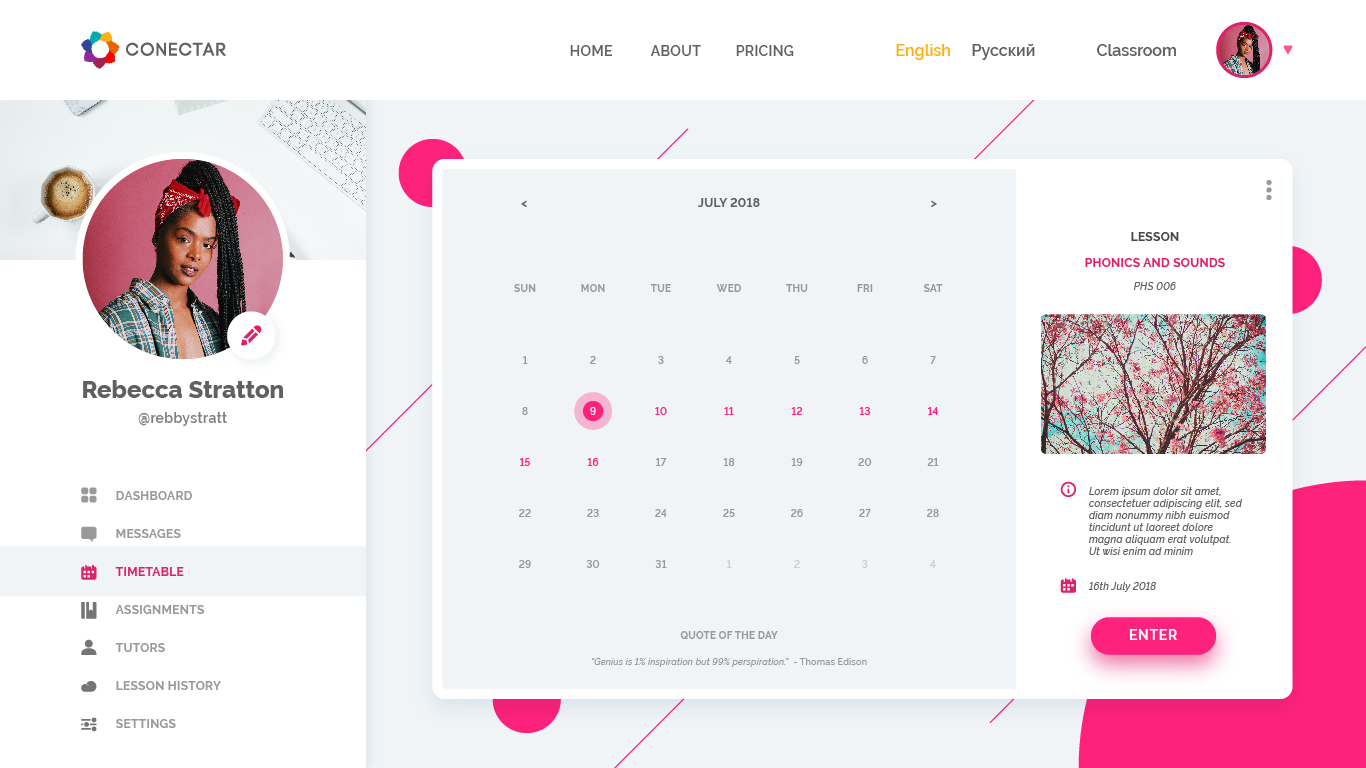 CONECTAR
HOME ABOUT PRICING English Русский Classroom
Rebecca Stratton
@rebbystratt
DASHBOARD
MESSAGES
TIMETABLE
ASSIGNMENTS
TUTORS
LESSON HISTORY
SETTINGS
< JULY 2018 >
SUN MON TUE WED THU FRI SAT
1 2 3 4 5 6 7
8 9 10 11 12 13 14
15 16 17 18 19 20 21
22 23 24 25 26 27 28
29 30 31 1 2 3 4
QUOTE OF THE DAY
"Genius is 1% inspiration but 99% perspiration." - Thomas Edison
LESSON
PHONICS AND SOUNDS
PHS 006
Lorem ipsum dolor sit amet,
consectetuer adipiscing elit, sed
diam nonummy nibh euismod
tincidunt ut laoreet dolore
magna aliquam erat volutpat.
Ut wisi enim ad minim
16th July 2018
ENTER